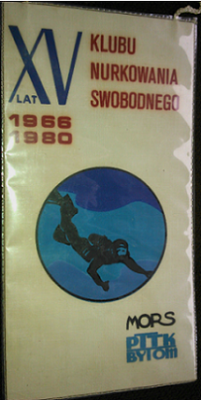 XV
LAT
KLUBU
NURKOWANIA
SWOBODNEGO
1966
1980
MORS
PTTK
BYTOM